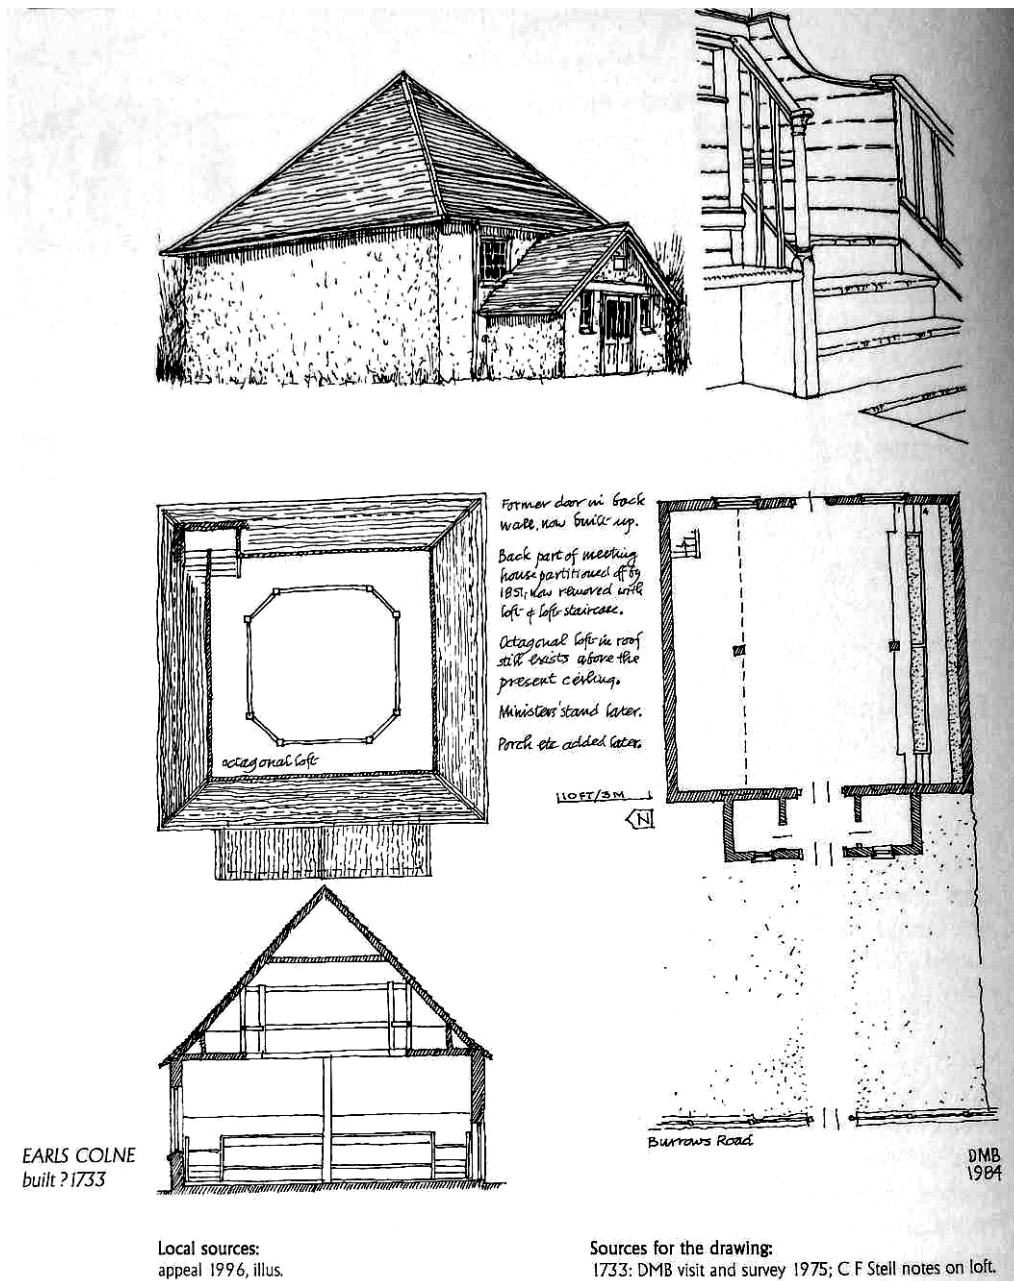 Former door in back
wall, now built up.
Back part of meeting
house partitioned off by
1851, now removed with
loft & loft staircase.
Octagonal loft in roof
still exists above the
present ceiling.
Ministers' stand later.
Porch etc added later.
octagonal loft
10FT/3M
N
Burrows Road
EARLS COLNE
built ?1733
DMB
1984
Local sources:
appeal 1996, illus.
Sources for the drawing:
1733: DMB visit and survey 1975; C F Stell notes on loft.